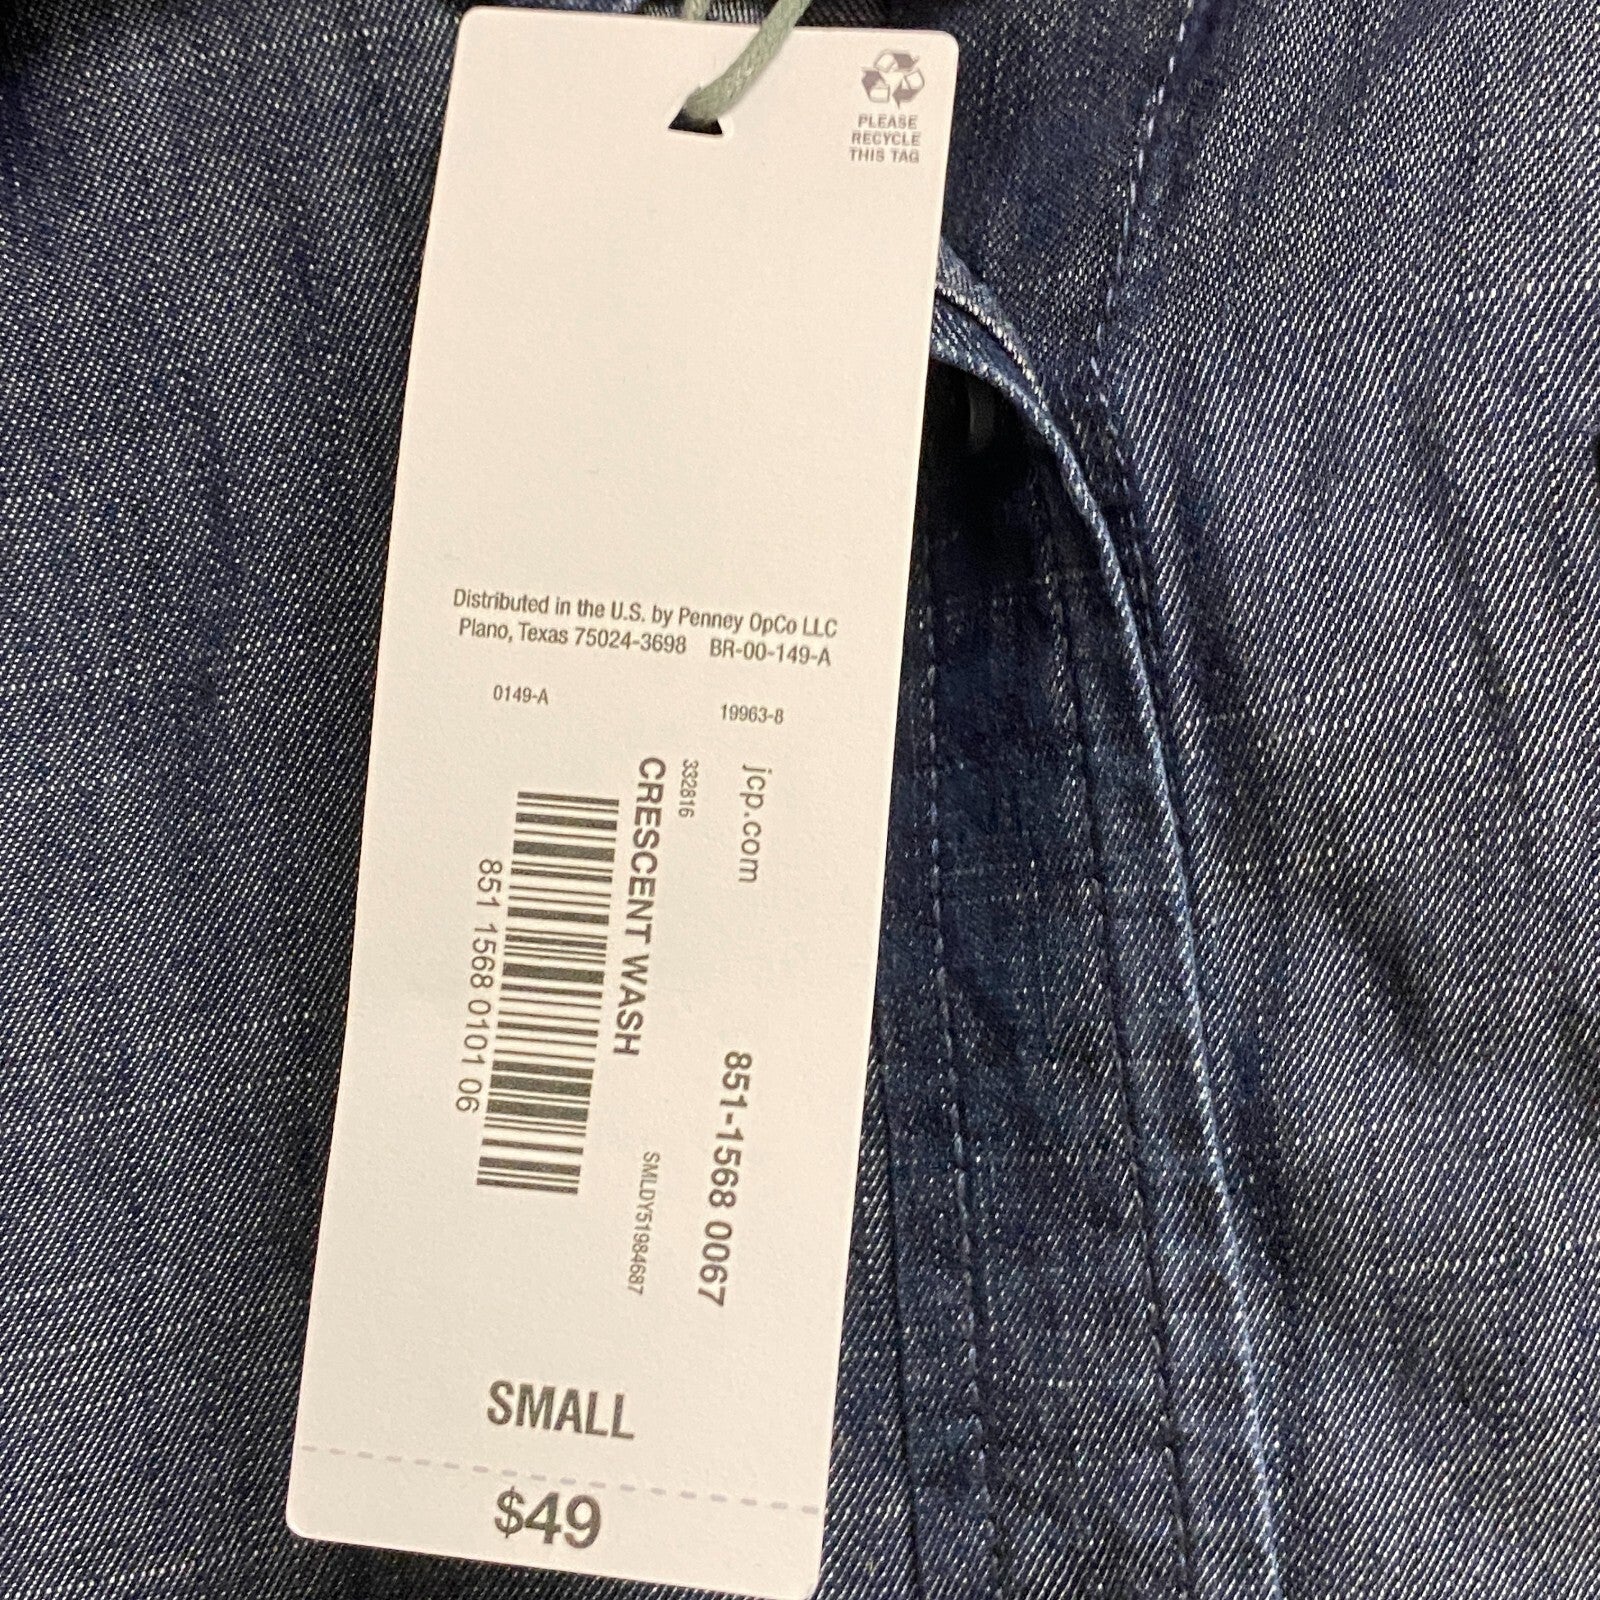 PLEASE
RECYCLE
THIS TAG
Distributed in the U.S. by Penney OpCo LLC
Plano, Texas 75024-3698 BR-00-149-A
0149-A
19963-8
jcp.com
851-1568 0067
332816
SMLDY51984687
CRESCENT WASH
851 1568 0101 06
SMALL
$49